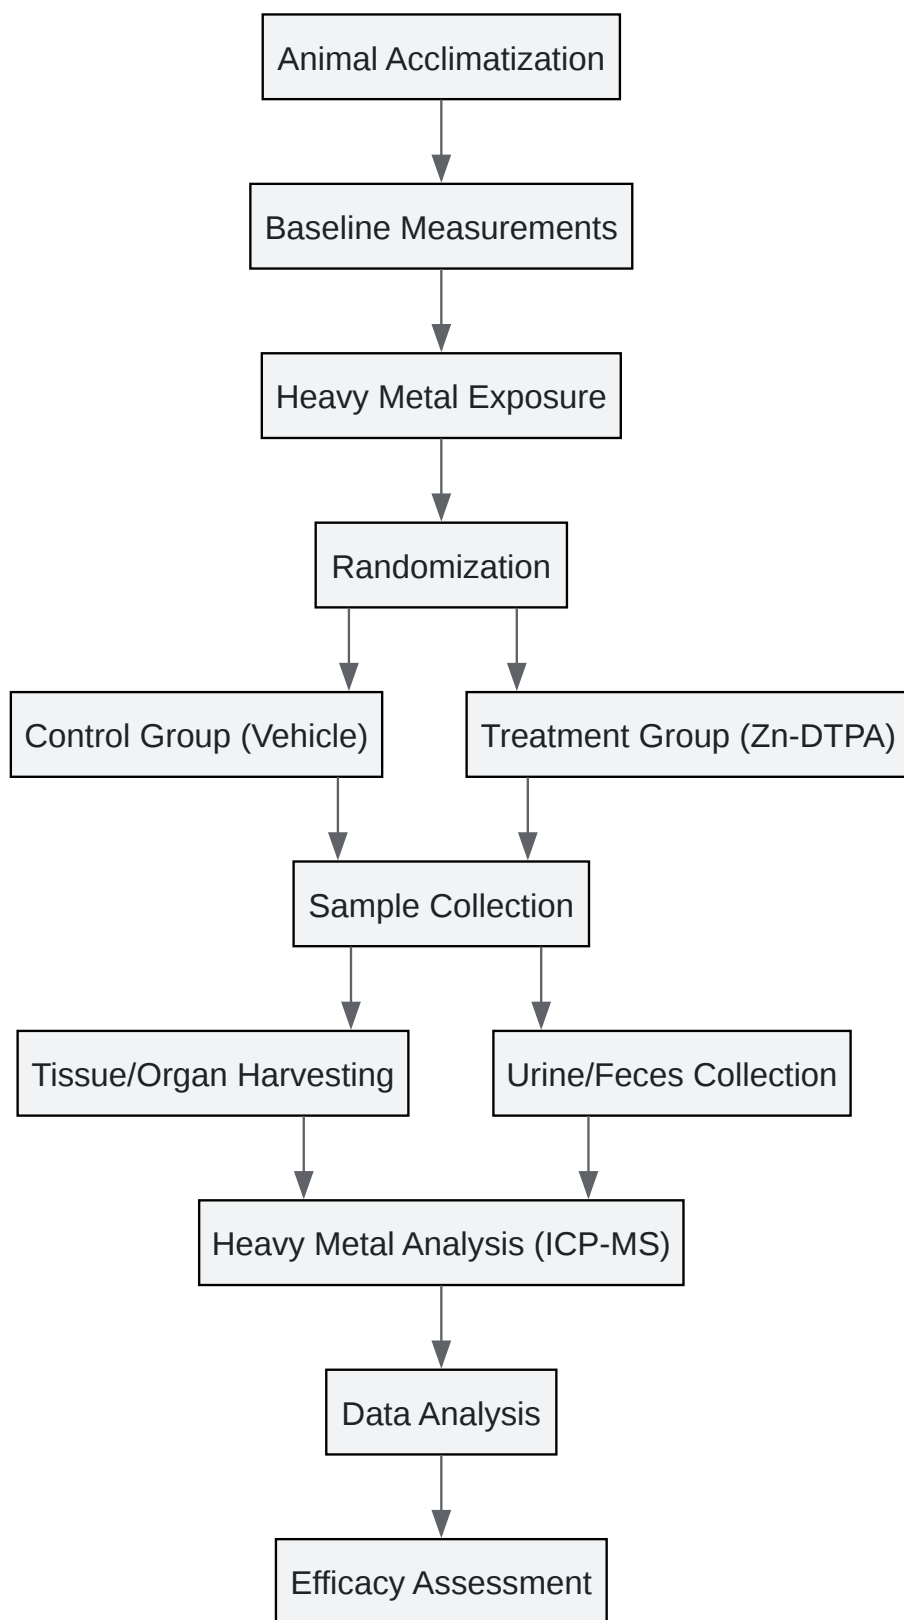 Animal Acclimatization
Baseline Measurements
Heavy Metal Exposure
Randomization
Control Group (Vehicle)
Treatment Group (Zn-DTPA)
Sample Collection
Tissue/Organ Harvesting
Urine/Feces Collection
Heavy Metal Analysis (ICP-MS)
Data Analysis
Efficacy Assessment